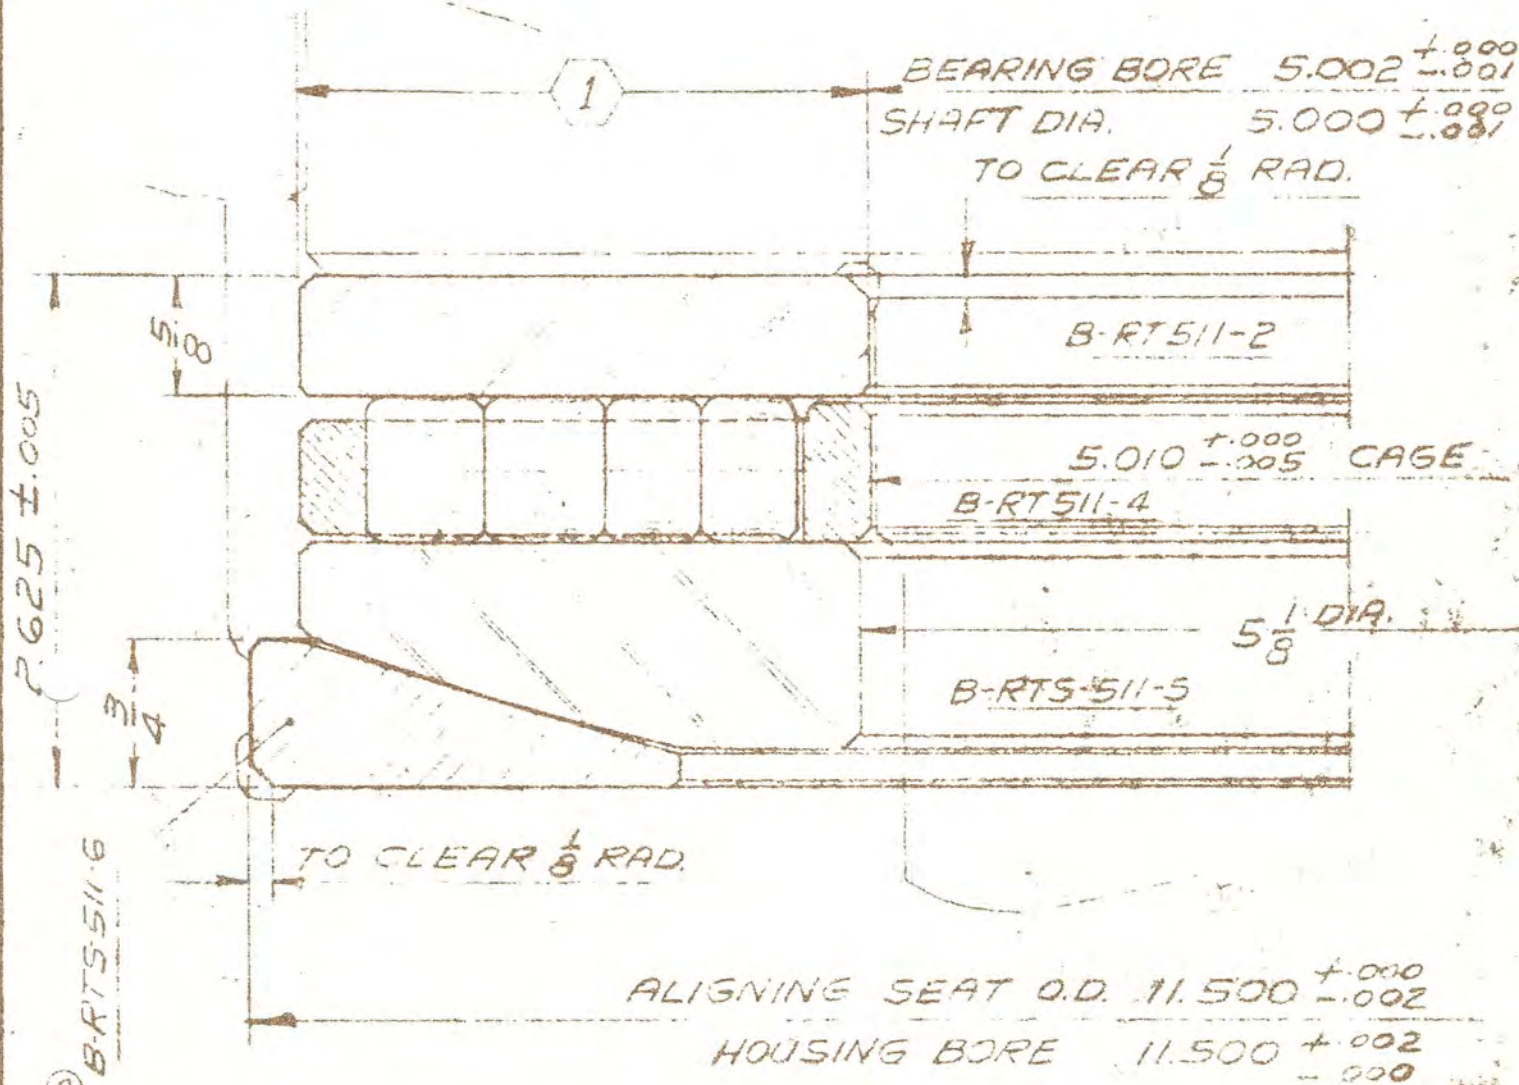 BEARING BORE 5.002 +.000 -.001
SHAFT DIA. 5.000 +.000 -.001
TO CLEAR 1/8 RAD.
1
5/8
B-RT511-2
2.625 ±.005
5.010 +.000 -.005 CAGE
B-RT511-4
5 1/8 DIA.
B-RTS-511-5
3/4
TO CLEAR 1/8 RAD.
B-RTS-511-6
ALIGNING SEAT O.D. 11.500 +.000 -.002
HOUSING BORE 11.500 +.002 -.000